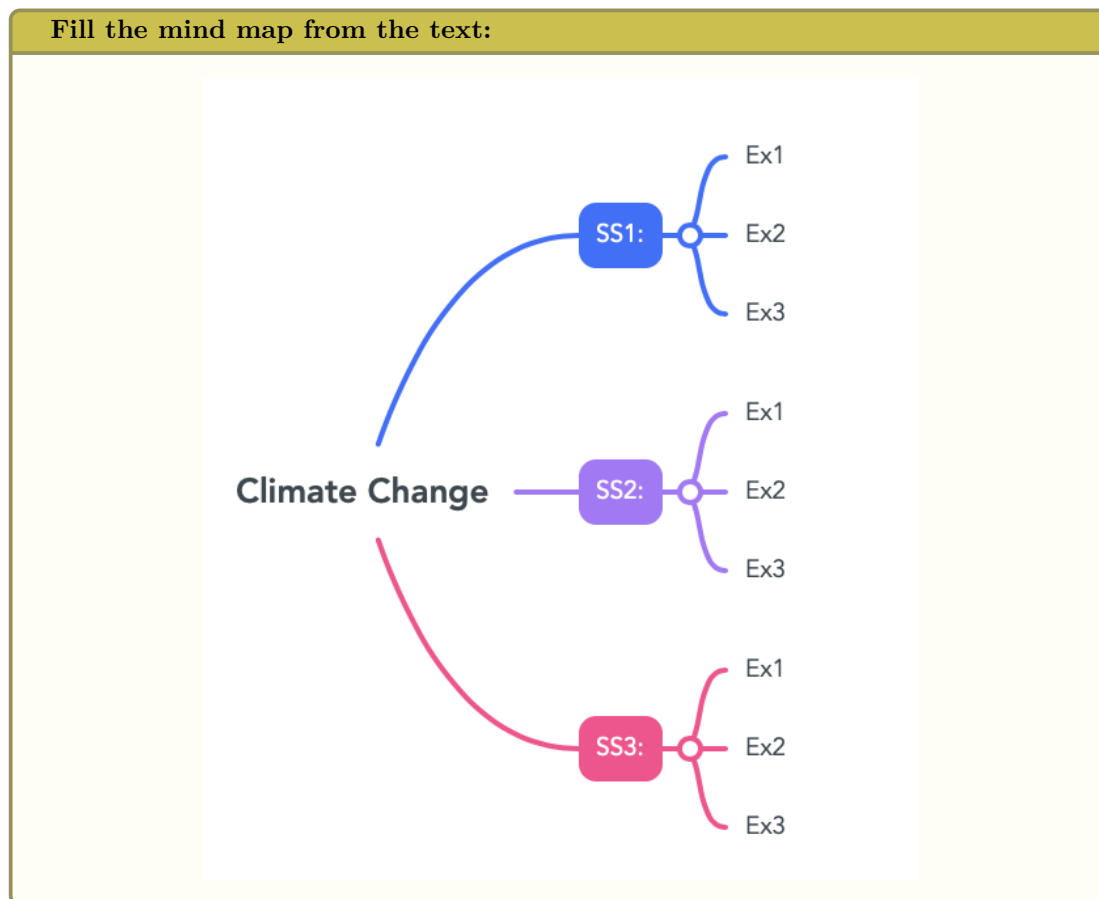 Fill the mind map from the text:
Ex1
SS1:
Ex2
Ex3
Ex1
Climate Change
SS2:
Ex2
Ex3
Ex1
SS3:
Ex2
Ex3